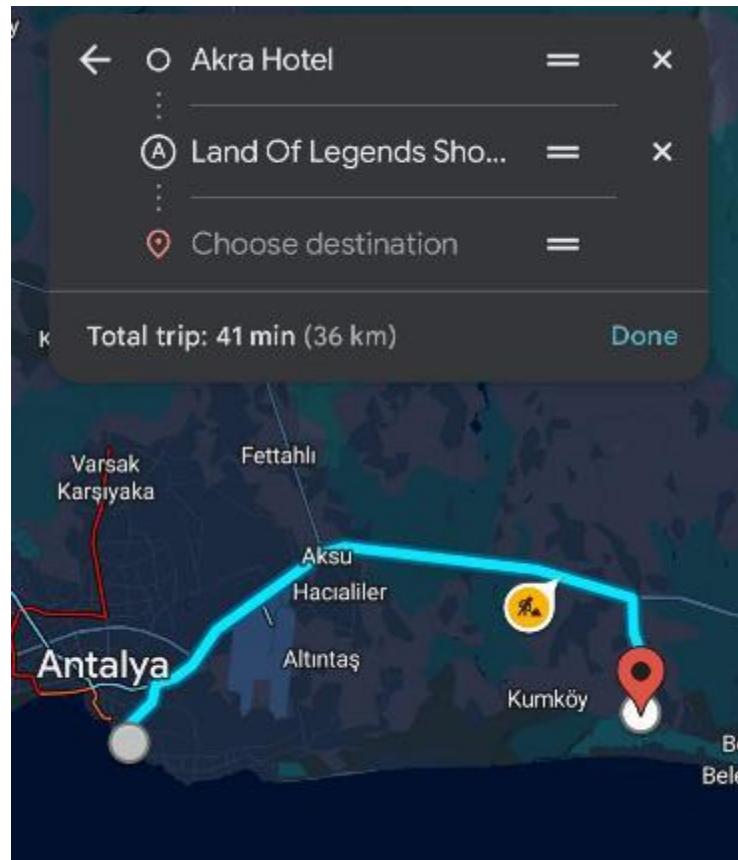 Akra Hotel
A Land Of Legends Sho...
Choose destination
Total trip: 41 min (36 km) Done
K
Varsak
Karşıyaka
Fettahlı
Aksu
Hacıaliler
Antalya
Altıntaş
Kumköy
B
Bele